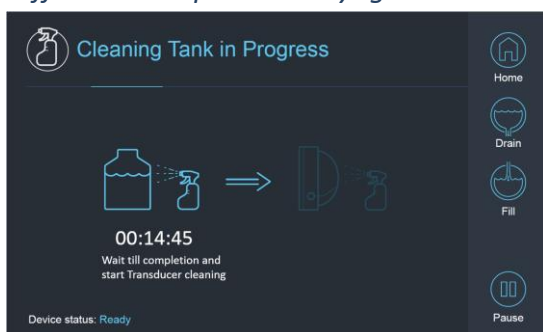 Cleaning Tank in Progress
Home
Drain
Fill
00:14:45
Wait till completion and
start Transducer cleaning
Pause
Device status: Ready